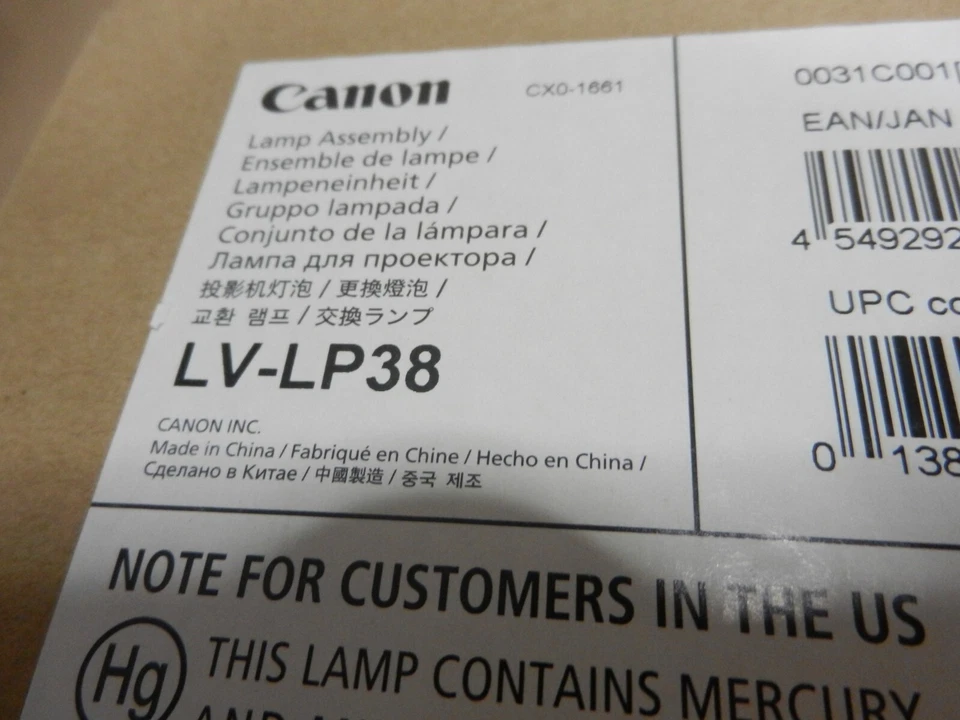 Canon CX0-1661
Lamp Assembly /
Ensemble de lampe /
Lampeneinheit /
Gruppo lampada /
Conjunto de la lámpara /
Лампа для проектора /
投影机灯泡 / 更換燈泡 /
교환 램프 / 交換ランプ
LV-LP38
CANON INC.
Made in China / Fabriqué en Chine / Hecho en China /
Сделано в Китае / 中國製造 / 중국 제조
0031C001
EAN/JAN
4 549292
UPC co
0 138
NOTE FOR CUSTOMERS IN THE US
Hg THIS LAMP CONTAINS MERCURY